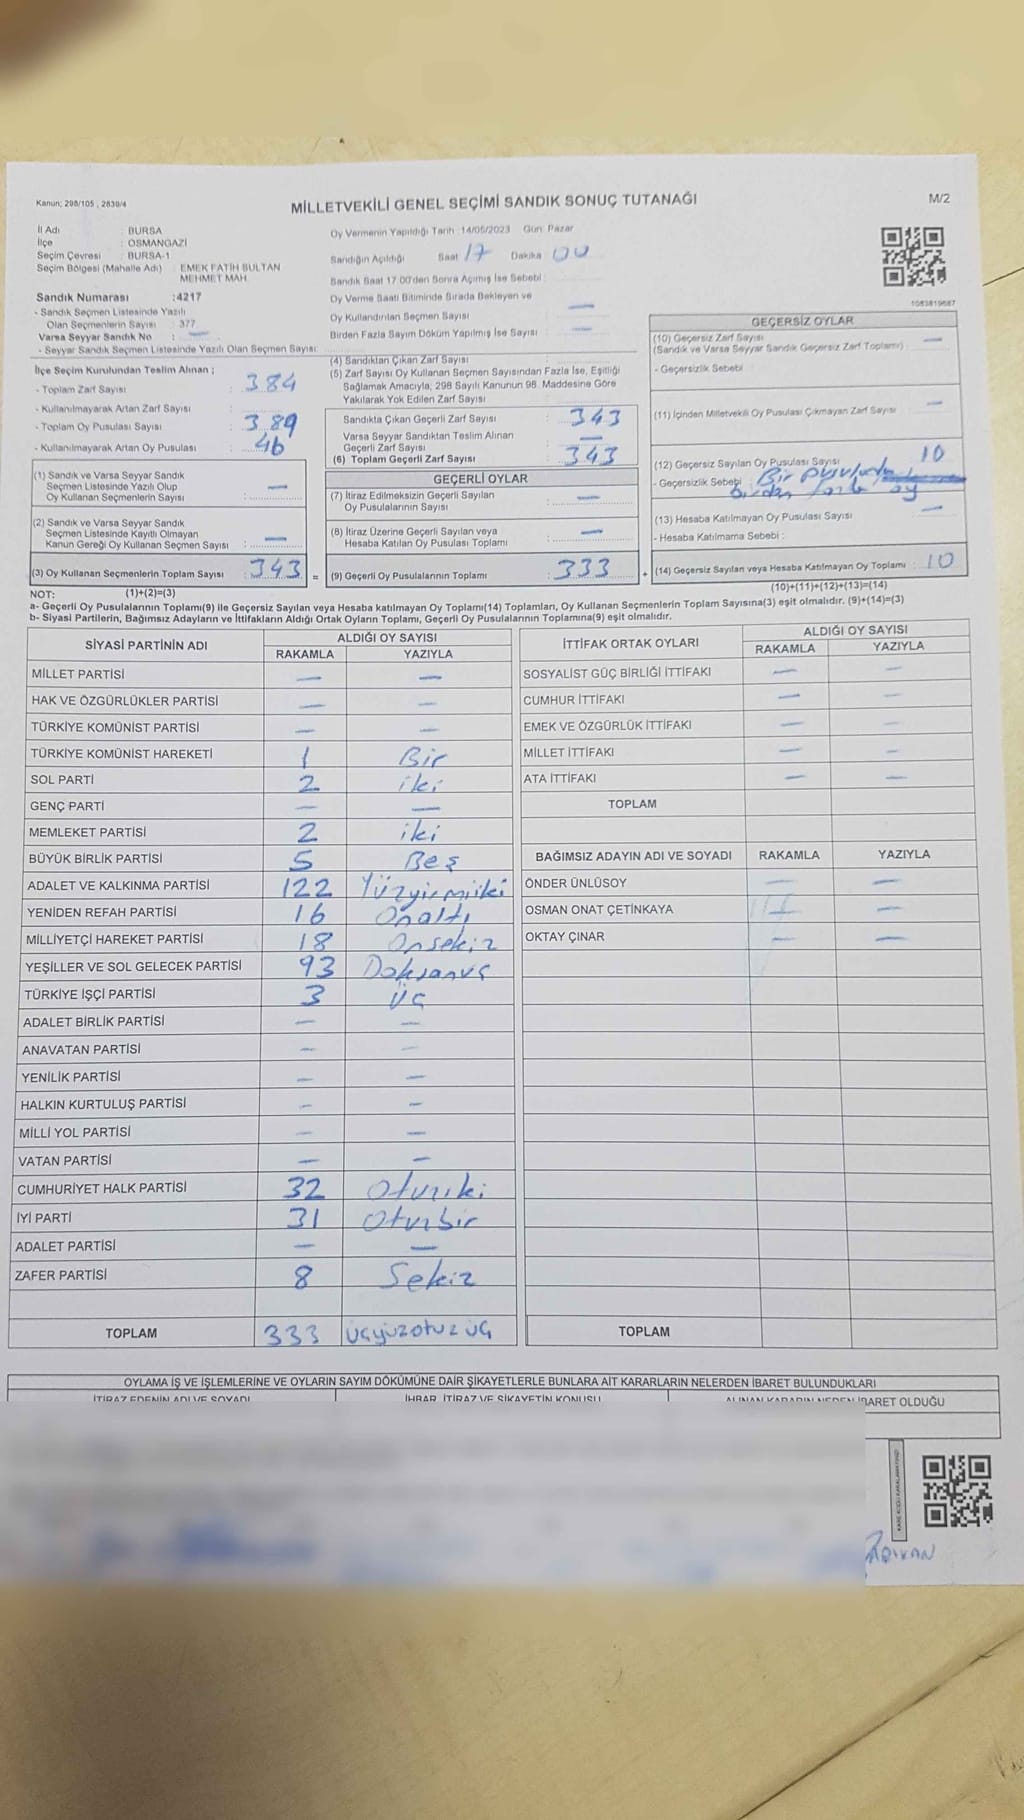 Kanun; 298/105 , 2839/4
MİLLETVEKİLİ GENEL SEÇİMİ SANDIK SONUÇ TUTANAĞI
M/2
İl Adı : BURSA
İlçe : OSMANGAZİ
Seçim Çevresi : BURSA-1
Seçim Bölgesi (Mahalle Adı) : EMEK FATİH SULTAN
MEHMET MAH.
Sandık Numarası :4217
- Sandık Seçmen Listesinde Yazılı
Olan Seçmenlerin Sayısı : 377
Varsa Seyyar Sandık No : —
- Seyyar Sandık Seçmen Listesinde Yazılı Olan Seçmen Sayısı:
İlçe Seçim Kurulundan Teslim Alınan ;
- Toplam Zarf Sayısı : 384
- Kullanılmayarak Artan Zarf Sayısı :
- Toplam Oy Pusulası Sayısı : 389
- Kullanılmayarak Artan Oy Pusulası : 46
(1) Sandık ve Varsa Seyyar Sandık
Seçmen Listesinde Yazılı Olup
Oy Kullanan Seçmenlerin Sayısı : —
(2) Sandık ve Varsa Seyyar Sandık
Seçmen Listesinde Kayıtlı Olmayan
Kanun Gereği Oy Kullanan Seçmen Sayısı : —
(3) Oy Kullanan Seçmenlerin Toplam Sayısı : 343 =
Oy Vermenin Yapıldığı Tarih :14/05/2023 Gün: Pazar
Sandığın Açıldığı Saat 17 Dakika 00
Sandık Saat 17.00'den Sonra Açılmış İse Sebebi :
Oy Verme Saati Bitiminde Sırada Bekleyen ve
Oy Kullandırılan Seçmen Sayısı : —
Birden Fazla Sayım Döküm Yapılmış İse Sayısı : —
(4) Sandıktan Çıkan Zarf Sayısı :
(5) Zarf Sayısı Oy Kullanan Seçmen Sayısından Fazla İse, Eşitliği
Sağlamak Amacıyla, 298 Sayılı Kanunun 98. Maddesine Göre
Yakılarak Yok Edilen Zarf Sayısı :
Sandıkta Çıkan Geçerli Zarf Sayısı : 343
Varsa Seyyar Sandıktan Teslim Alınan
Geçerli Zarf Sayısı : —
(6) Toplam Geçerli Zarf Sayısı : 343
GEÇERLİ OYLAR
(7) İtiraz Edilmeksizin Geçerli Sayılan
Oy Pusulalarının Sayısı : —
(8) İtiraz Üzerine Geçerli Sayılan veya
Hesaba Katılan Oy Pusulası Toplamı : —
(9) Geçerli Oy Pusulalarının Toplamı : 333 +
1083819687
GEÇERSİZ OYLAR
(10) Geçersiz Zarf Sayısı : —
(Sandık ve Varsa Seyyar Sandık Geçersiz Zarf Toplamı)
- Geçersizlik Sebebi :
(11) İçinden Milletvekili Oy Pusulası Çıkmayan Zarf Sayısı : —
(12) Geçersiz Sayılan Oy Pusulası Sayısı : 10
- Geçersizlik Sebebi : Bir pusulada
birden fazla oy
(13) Hesaba Katılmayan Oy Pusulası Sayısı : —
- Hesaba Katılmama Sebebi :
(14) Geçersiz Sayılan veya Hesaba Katılmayan Oy Toplamı : 10
NOT: (1)+(2)=(3) (10)+(11)+(12)+(13)=(14)
a- Geçerli Oy Pusulalarının Toplamı(9) ile Geçersiz Sayılan veya Hesaba katılmayan Oy Toplamı(14) Toplamları, Oy Kullanan Seçmenlerin Toplam Sayısına(3) eşit olmalıdır. (9)+(14)=(3)
b- Siyasi Partilerin, Bağımsız Adayların ve İttifakların Aldığı Ortak Oyların Toplamı, Geçerli Oy Pusulalarının Toplamına(9) eşit olmalıdır.
SİYASİ PARTİNİN ADI ALDIĞI OY SAYISI
RAKAMLA YAZIYLA
MİLLET PARTİSİ — —
HAK VE ÖZGÜRLÜKLER PARTİSİ — —
TÜRKİYE KOMÜNİST PARTİSİ — —
TÜRKİYE KOMÜNİST HAREKETİ 1 Bir
SOL PARTİ 2 iki
GENÇ PARTİ — —
MEMLEKET PARTİSİ 2 iki
BÜYÜK BİRLİK PARTİSİ 5 Beş
ADALET VE KALKINMA PARTİSİ 122 Yüzyirmiiki
YENİDEN REFAH PARTİSİ 16 Onaltı
MİLLİYETÇİ HAREKET PARTİSİ 18 Onsekiz
YEŞİLLER VE SOL GELECEK PARTİSİ 93 Doksanüç
TÜRKİYE İŞÇİ PARTİSİ 3 Üç
ADALET BİRLİK PARTİSİ — —
ANAVATAN PARTİSİ — —
YENİLİK PARTİSİ — —
HALKIN KURTULUŞ PARTİSİ — —
MİLLİ YOL PARTİSİ — —
VATAN PARTİSİ — —
CUMHURİYET HALK PARTİSİ 32 Otuziki
İYİ PARTİ 31 Otuzbir
ADALET PARTİSİ — —
ZAFER PARTİSİ 8 Sekiz
TOPLAM 333 Üçyüzotuz üç
İTTİFAK ORTAK OYLARI ALDIĞI OY SAYISI
RAKAMLA YAZIYLA
SOSYALİST GÜÇ BİRLİĞİ İTTİFAKI — —
CUMHUR İTTİFAKI — —
EMEK VE ÖZGÜRLÜK İTTİFAKI — —
MİLLET İTTİFAKI — —
ATA İTTİFAKI — —
TOPLAM
BAĞIMSIZ ADAYIN ADI VE SOYADI RAKAMLA YAZIYLA
ÖNDER ÜNLÜSOY — —
OSMAN ONAT ÇETİNKAYA — —
OKTAY ÇINAR — —
TOPLAM
OYLAMA İŞ VE İŞLEMLERİNE VE OYLARIN SAYIM DÖKÜMÜNE DAİR ŞİKAYETLERLE BUNLARA AİT KARARLARIN NELERDEN İBARET BULUNDUKLARI
İTİRAZ EDENİN ADI VE SOYADI İHBAR, İTİRAZ VE ŞİKAYETİN KONUSU ALINAN KARARIN NEDEN İBARET OLDUĞU